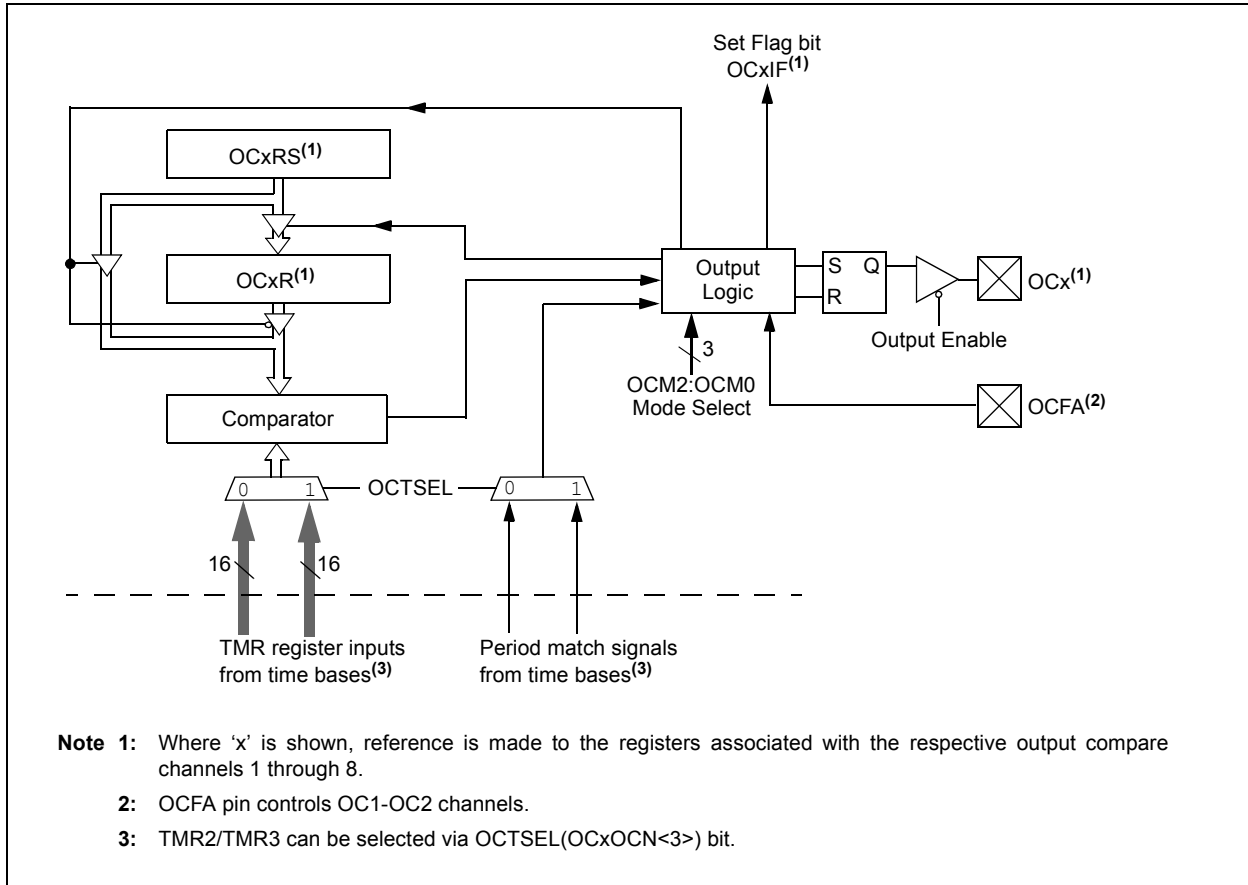 Set Flag bit
OCxIF(1)
OCxRS(1)
OCxR(1)
Output
Logic
S Q
R
OCx(1)
Output Enable
3
OCM2:OCM0
Mode Select
OCFA(2)
Comparator
0 1
OCTSEL
0 1
16
16
TMR register inputs
from time bases(3)
Period match signals
from time bases(3)
Note 1: Where ‘x’ is shown, reference is made to the registers associated with the respective output compare
channels 1 through 8.
2: OCFA pin controls OC1-OC2 channels.
3: TMR2/TMR3 can be selected via OCTSEL(OCxOCN<3>) bit.